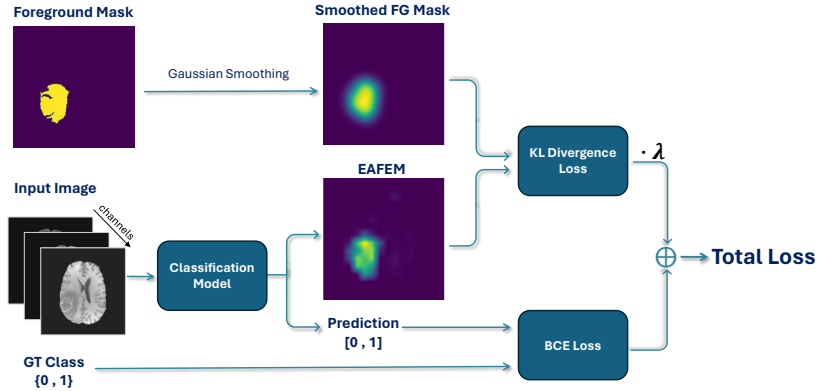 Foreground Mask
Smoothed FG Mask
Gaussian Smoothing
KL Divergence
Loss
· λ
EAFEM
Input Image
channels
Classification
Model
Total Loss
Prediction
[0 , 1]
BCE Loss
GT Class
{0 , 1}